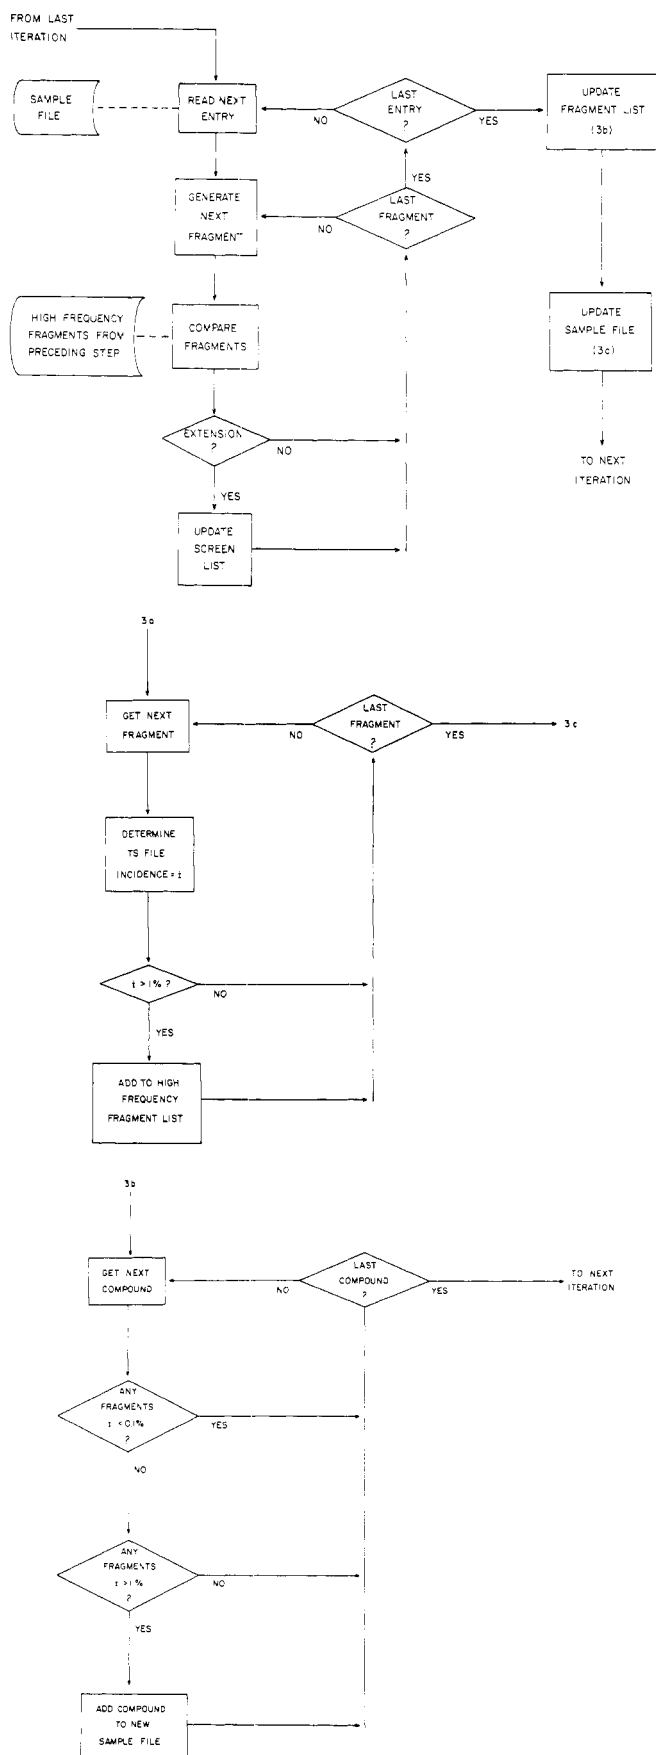 FROM LAST
ITERATION
SAMPLE
FILE
READ NEXT
ENTRY
NO
LAST
ENTRY
?
YES
UPDATE
FRAGMENT LIST
(3b)
YES
GENERATE
NEXT
FRAGMENT
NO
LAST
FRAGMENT
?
HIGH FREQUENCY
FRAGMENTS FROM
PRECEDING STEP
COMPARE
FRAGMENTS
UPDATE
SAMPLE FILE
(3c)
EXTENSION
?
NO
YES
TO NEXT
ITERATION
UPDATE
SCREEN
LIST
3a
GET NEXT
FRAGMENT
NO
LAST
FRAGMENT
?
YES
3c
DETERMINE
TS FILE
INCIDENCE = i
i > 1% ?
NO
YES
ADD TO HIGH
FREQUENCY
FRAGMENT LIST
3b
GET NEXT
COMPOUND
NO
LAST
COMPOUND
?
YES
TO NEXT
ITERATION
ANY
FRAGMENTS
i < 0.1%
?
YES
NO
ANY
FRAGMENTS
i > 1%
?
NO
YES
ADD COMPOUND
TO NEW
SAMPLE FILE